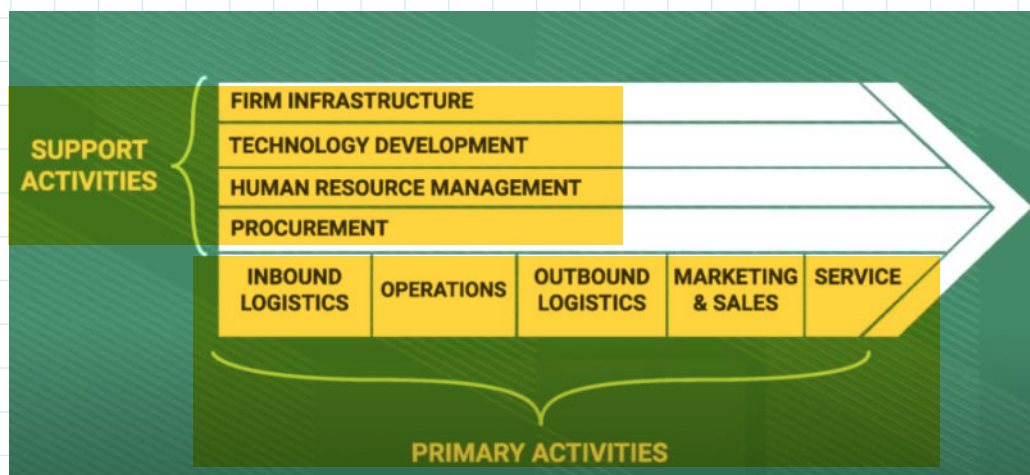 FIRM INFRASTRUCTURE
TECHNOLOGY DEVELOPMENT
SUPPORT
ACTIVITIES
HUMAN RESOURCE MANAGEMENT
PROCUREMENT
INBOUND
LOGISTICS
OPERATIONS
OUTBOUND
LOGISTICS
MARKETING
& SALES
SERVICE
PRIMARY ACTIVITIES